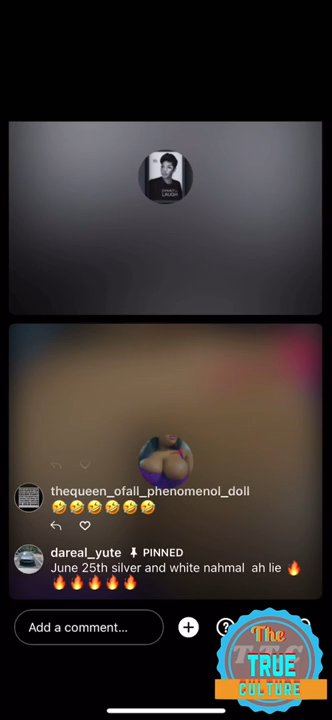 thequeen_ofall_phenomenol_doll
🤣🤣🤣🤣🤣🤣
dareal_yute PINNED
June 25th silver and white nahmal ah lie 🔥
🔥🔥🔥🔥🔥
Add a comment...
The
TRUE
CULTURE